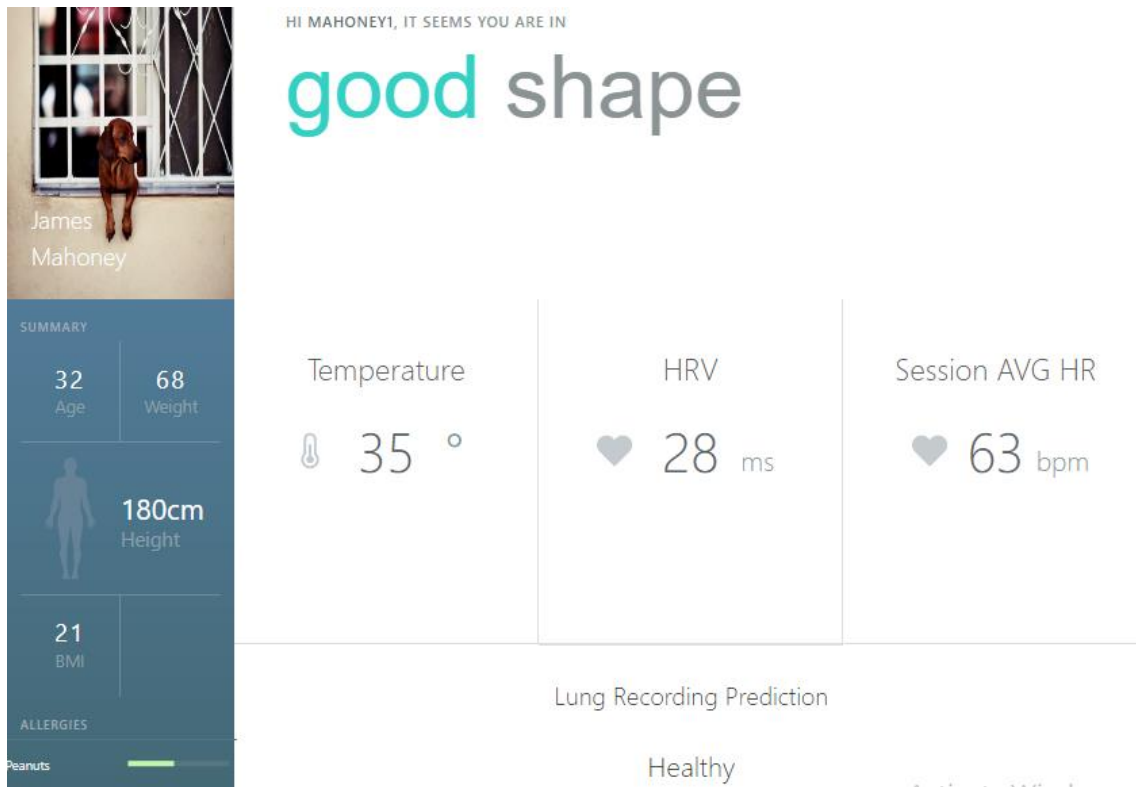 HI MAHONEY1, IT SEEMS YOU ARE IN
good shape
James
Mahoney
SUMMARY
32
Age
68
Weight
180cm
Height
21
BMI
ALLERGIES
Peanuts
Temperature
35 °
HRV
28 ms
Session AVG HR
63 bpm
Lung Recording Prediction
Healthy